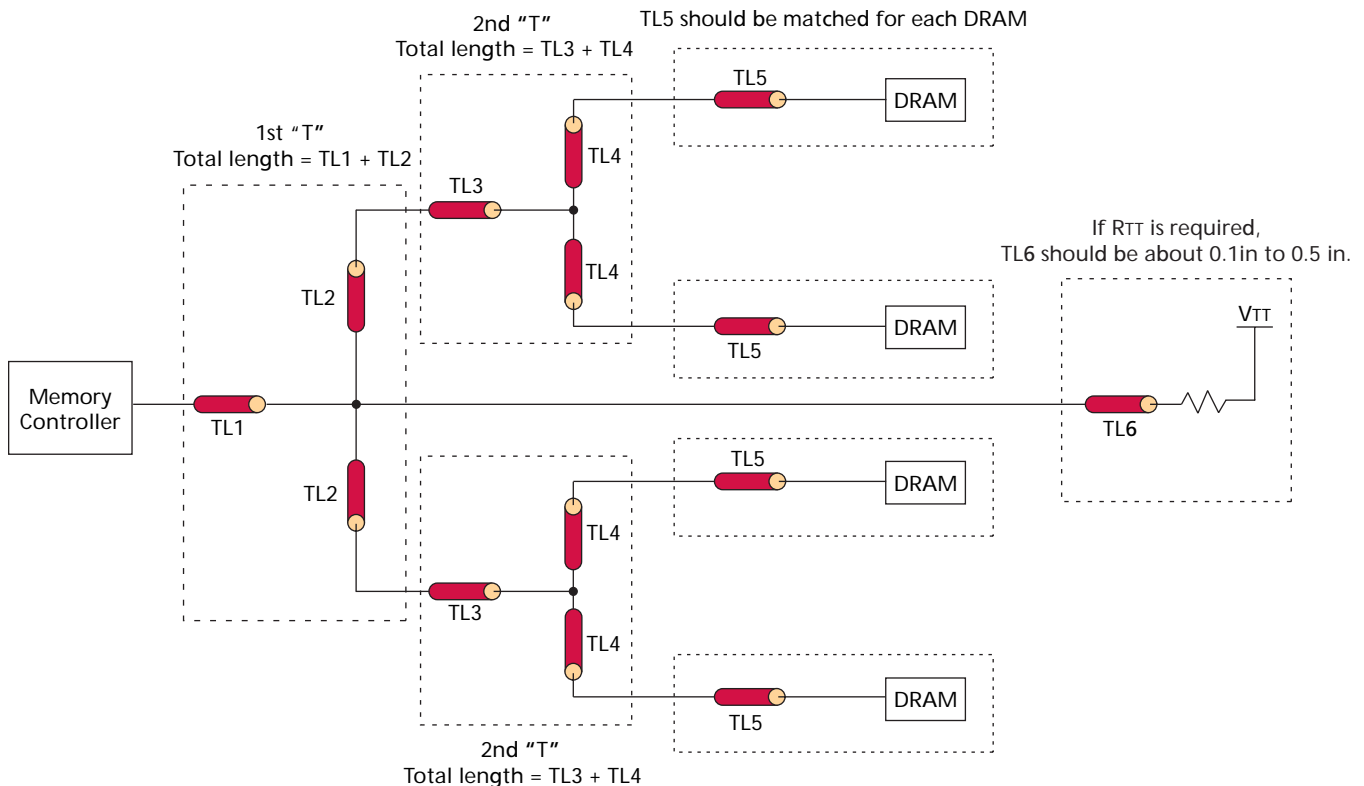 2nd “T”
Total length = TL3 + TL4
TL5 should be matched for each DRAM
TL5
DRAM
1st “T”
Total length = TL1 + TL2
TL4
TL3
TL4
If RTT is required,
TL6 should be about 0.1in to 0.5 in.
TL2
TL5
DRAM
VTT
Memory
Controller
TL1
TL6
TL2
TL5
DRAM
TL4
TL3
TL4
TL5
DRAM
2nd “T”
Total length = TL3 + TL4